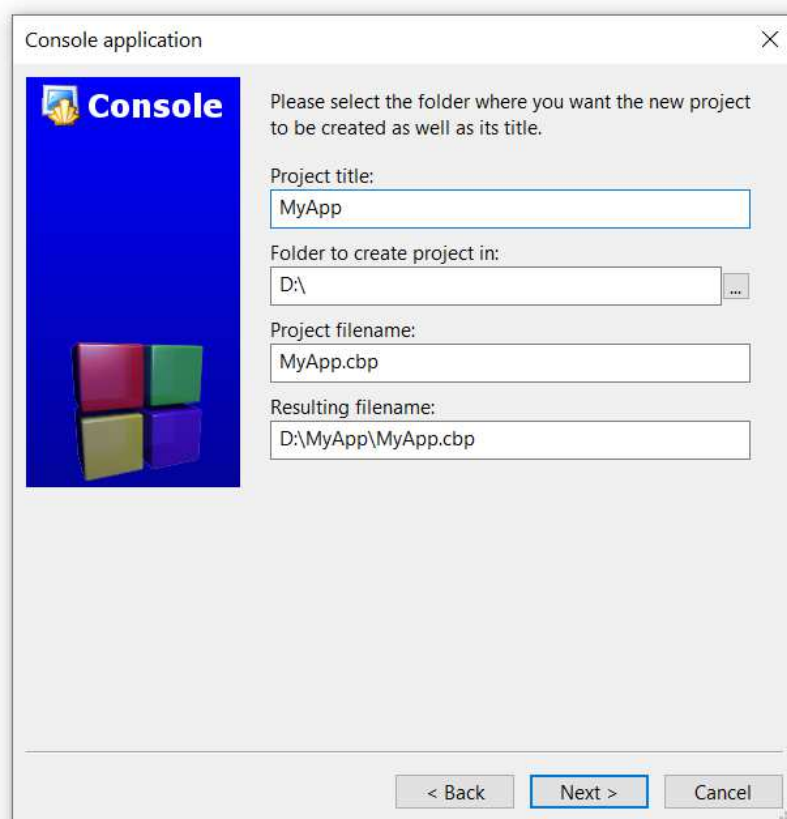 Console application
Console
Please select the folder where you want the new project
to be created as well as its title.
Project title:
MyApp
Folder to create project in:
D:\
...
Project filename:
MyApp.cbp
Resulting filename:
D:\MyApp\MyApp.cbp
< Back
Next >
Cancel